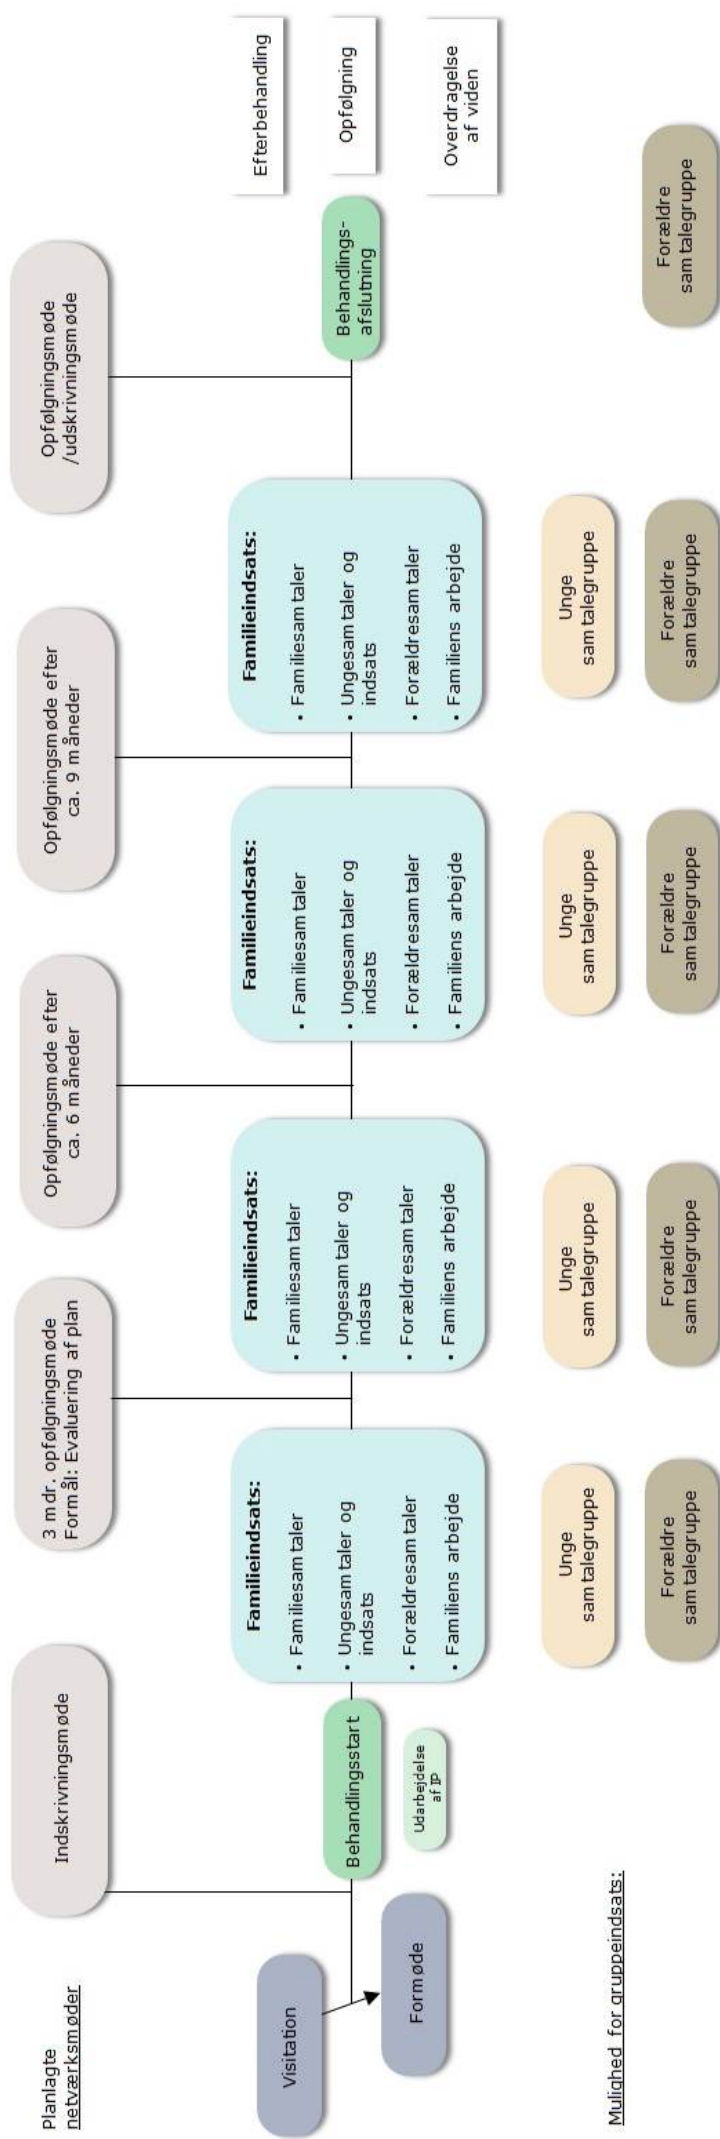 Planlagte
netværksmøder
Indskrivningsmøde
3 mdr. opfølgningsmøde
Formål: Evaluering af plan
Opfølgningsmøde efter
ca. 6 måneder
Opfølgningsmøde efter
ca. 9 måneder
Opfølgningsmøde
/udskrivningsmøde
Visitation
Formøde
Behandlingsstart
Udarbejdelse
af IP
Familieindsats:
• Familiesamtaler
• Ungesamtaler og
indsats
• Forældresamtaler
• Familiens arbejde
Familieindsats:
• Familiesamtaler
• Ungesamtaler og
indsats
• Forældresamtaler
• Familiens arbejde
Familieindsats:
• Familiesamtaler
• Ungesamtaler og
indsats
• Forældresamtaler
• Familiens arbejde
Familieindsats:
• Familiesamtaler
• Ungesamtaler og
indsats
• Forældresamtaler
• Familiens arbejde
Behandlings-
afslutning
Efterbehandling
Opfølgning
Overdragelse
af viden
Mulighed for gruppeindsats:
Unge
samtalegruppe
Unge
samtalegruppe
Unge
samtalegruppe
Unge
samtalegruppe
Forældre
samtalegruppe
Forældre
samtalegruppe
Forældre
samtalegruppe
Forældre
samtalegruppe
Forældre
samtalegruppe